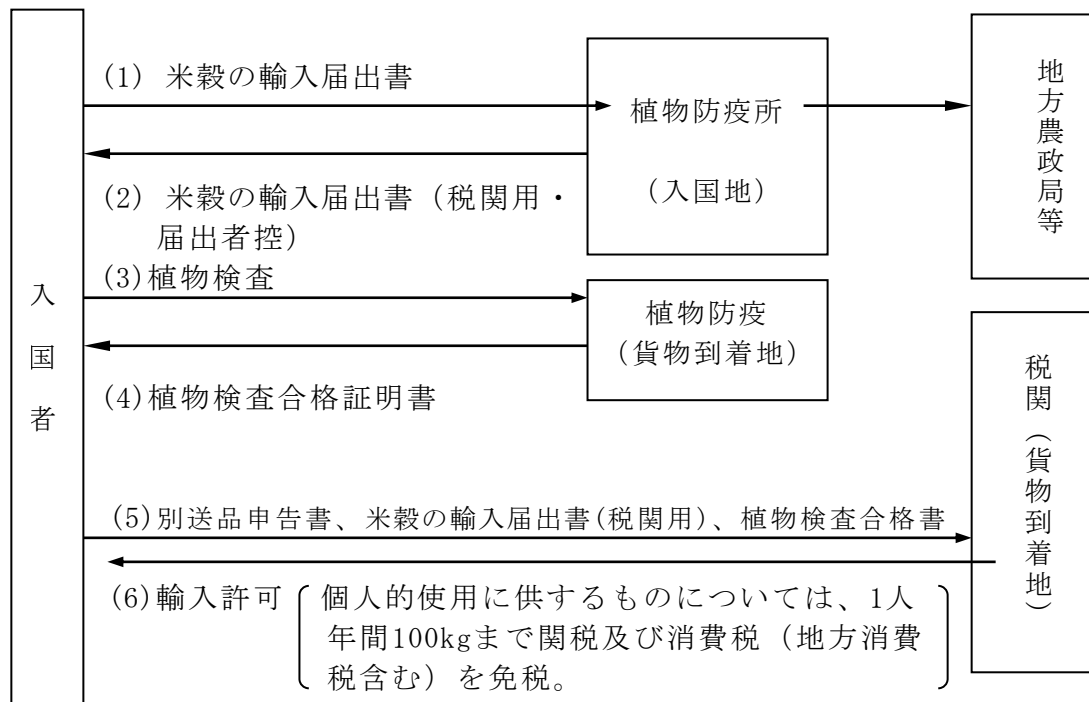 (1) 米穀の輸入届出書
植物防疫所
(入国地)
地方農政局等
(2) 米穀の輸入届出書(税関用・
届出者控)
(3)植物検査
植物防疫
(貨物到着地)
入国者
(4)植物検査合格証明書
税関(貨物到着地)
(5)別送品申告書、米穀の輸入届出書(税関用)、植物検査合格書
(6)輸入許可
個人的使用に供するものについては、1人
年間100kgまで関税及び消費税(地方消費
税含む)を免税。